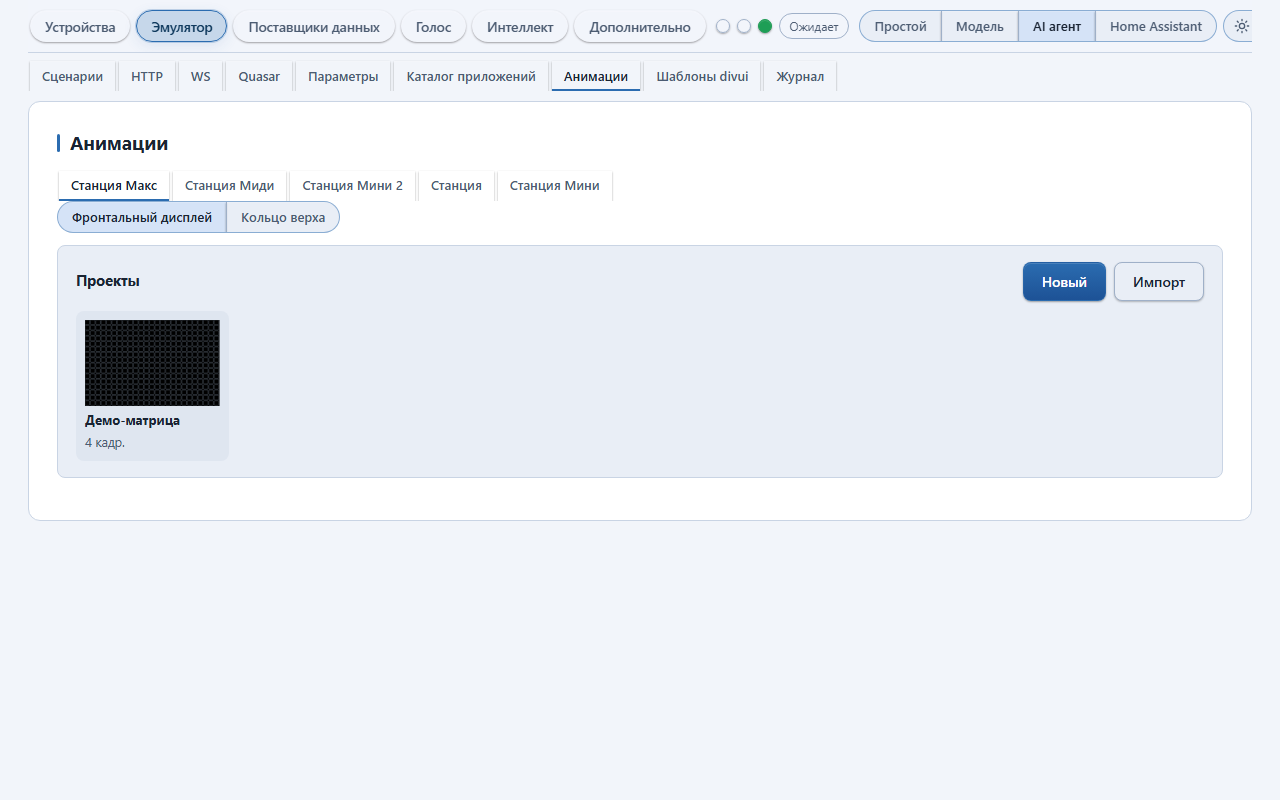 Устройства Эмулятор Поставщики данных Голос Интеллект Дополнительно Ожидает Простой Модель AI агент Home Assistant
Сценарии HTTP WS Quasar Параметры Каталог приложений Анимации Шаблоны divui Журнал
Анимации
Станция Макс Станция Миди Станция Мини 2 Станция Станция Мини
Фронтальный дисплей Кольцо верха
Проекты Новый Импорт
Демо-матрица
4 кадр.